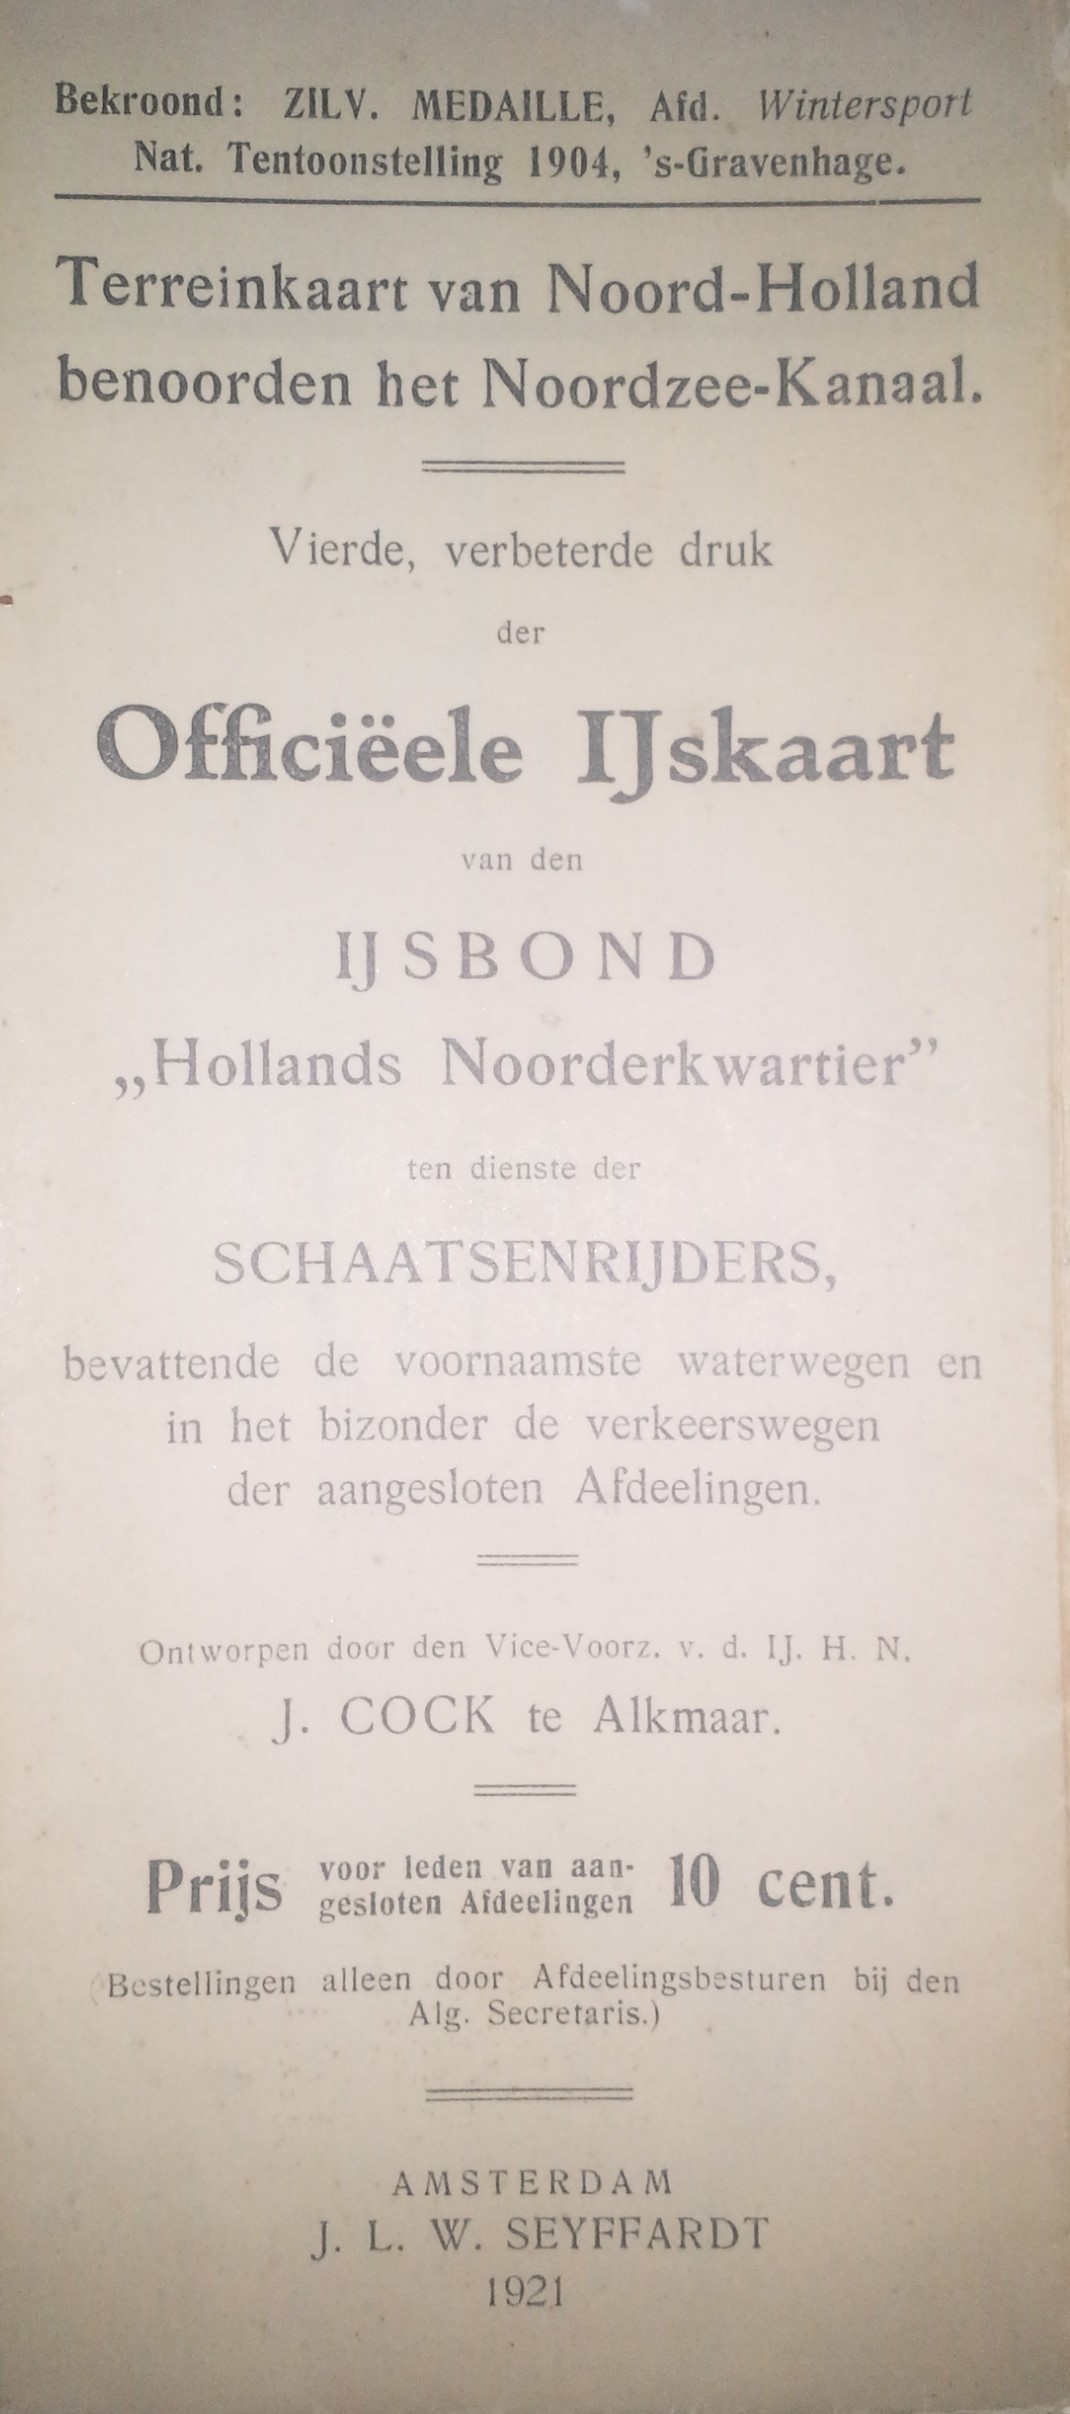 Bekroond: ZILV. MEDAILLE, Afd. Wintersport
Nat. Tentoonstelling 1904, 's-Gravenhage.
Terreinkaart van Noord-Holland
benoorden het Noordzee-Kanaal.
Vierde, verbeterde druk
der
Officiëele IJskaart
van den
IJSBOND
„Hollands Noorderkwartier”
ten dienste der
SCHAATSENRIJDERS,
bevattende de voornaamste waterwegen en
in het bizonder de verkeerswegen
der aangesloten Afdeelingen.
Ontworpen door den Vice-Voorz. v. d. IJ. H. N.
J. COCK te Alkmaar.
Prijs voor leden van aan-
gesloten Afdeelingen 10 cent.
(Bestellingen alleen door Afdeelingsbesturen bij den
Alg. Secretaris.)
AMSTERDAM
J. L. W. SEYFFARDT
1921